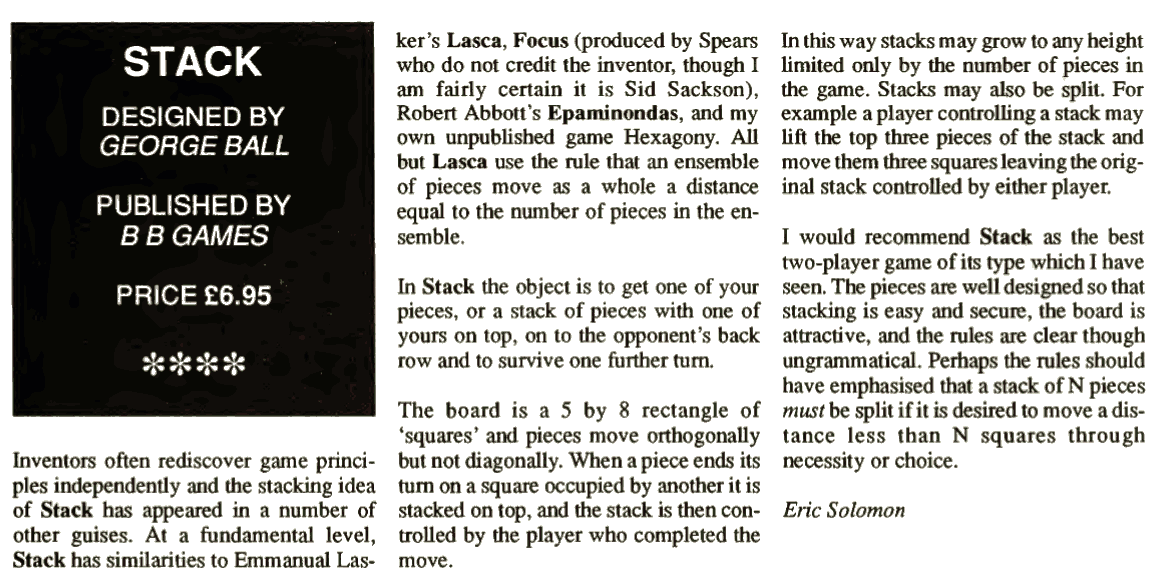 STACK
DESIGNED BY
GEORGE BALL
PUBLISHED BY
B B GAMES
PRICE £6.95
****
Inventors often rediscover game princi-
ples independently and the stacking idea
of Stack has appeared in a number of
other guises. At a fundamental level,
Stack has similarities to Emmanual Las-
ker's Lasca, Focus (produced by Spears
who do not credit the inventor, though I
am fairly certain it is Sid Sackson),
Robert Abbott's Epaminondas, and my
own unpublished game Hexagony. All
but Lasca use the rule that an ensemble
of pieces move as a whole a distance
equal to the number of pieces in the en-
semble.
In Stack the object is to get one of your
pieces, or a stack of pieces with one of
yours on top, on to the opponent's back
row and to survive one further turn.
The board is a 5 by 8 rectangle of
'squares' and pieces move orthogonally
but not diagonally. When a piece ends its
turn on a square occupied by another it is
stacked on top, and the stack is then con-
trolled by the player who completed the
move.
In this way stacks may grow to any height
limited only by the number of pieces in
the game. Stacks may also be split. For
example a player controlling a stack may
lift the top three pieces of the stack and
move them three squares leaving the orig-
inal stack controlled by either player.
I would recommend Stack as the best
two-player game of its type which I have
seen. The pieces are well designed so that
stacking is easy and secure, the board is
attractive, and the rules are clear though
ungrammatical. Perhaps the rules should
have emphasised that a stack of N pieces
must be split if it is desired to move a dis-
tance less than N squares through
necessity or choice.
Eric Solomon